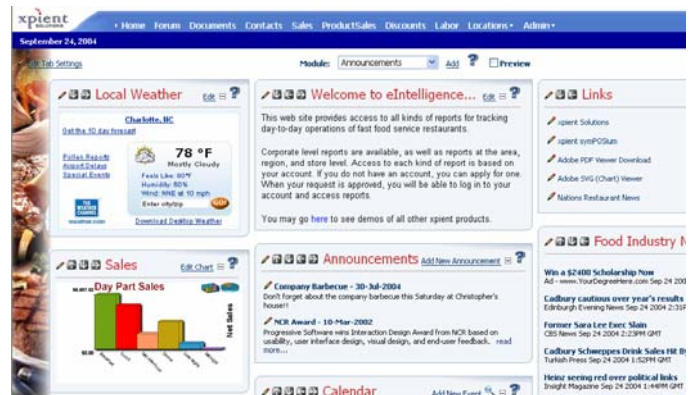 xpient
SOLUTIONS
Home Forum Documents Contacts Sales ProductSales Discounts Labor Locations Admin
September 24, 2004
Edit Tab Settings
Module: Announcements Add ? Preview
Local Weather Edit ?
Charlotte, NC
Get the 10 day forecast
78 °F
Mostly Cloudy
Pollen Reports
Airport Delays
Special Events
Feels Like: 80°F
Humidity: 50%
Wind: NNE at 10 mph
Enter city/zip GO!
THE WEATHER CHANNEL
weather.com
Download Desktop Weather
Sales Edit Chart ?
Day Part Sales
Net Sales
$0.00
Welcome to eIntelligence... Edit ?
This web site provides access to all kinds of reports for tracking
day-to-day operations of fast food service restaurants.
Corporate level reports are available, as well as reports at the area,
region, and store level. Access to each kind of report is based on
your account. If you do not have an account, you can apply for one.
When your request is approved, you will be able to log in to your
account and access reports.
You may go here to see demos of all other xpient products.
Announcements Add New Announcement ?
Company Barbecue - 30-Jul-2004
Don't forget about the company barbecue this Saturday at Christopher's
house!!
NCR Award - 10-Mar-2002
Progressive Software wins Interaction Design Award from NCR based on
usability, user interface design, visual design, and end-user feedback. read
more...
Calendar Add New Event ?
Links
xpient Solutions
xpient symPOSium
Adobe PDF Viewer Download
Adobe SVG (Chart) Viewer
Nations Restaurant News
Food Industry N
Win a $2400 Scholarship Now
Ad - www.YourDegreeHere.com Sep 24 200
Cadbury cautious over year's results
Edinburgh Evening News Sep 24 2004 2:31P
Former Sara Lee Exec Slain
CBS News Sep 24 2004 2:23PM GMT
Cadbury Schweppes Drink Sales Hit By
Turkish Press Sep 24 2004 1:52PM GMT
Heinz seeing red over political links
Insight Magazine Sep 24 2004 1:44PM GMT